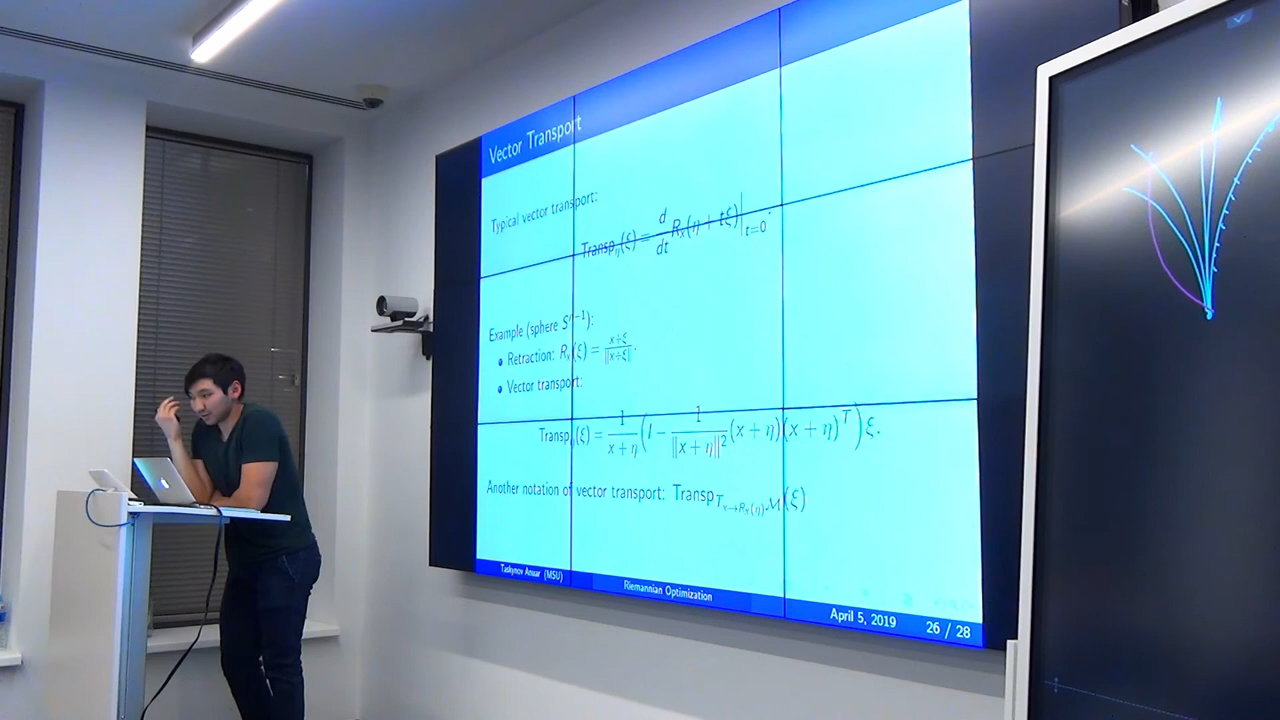 Vector Transport
Typical vector transport:
Transp_η(ξ) = d/dt R_x(η + tξ)|_{t=0}.
Example (sphere S^{n−1}):
• Retraction: R_x(ξ) = (x+ξ)/‖x+ξ‖.
• Vector transport:
Transp_η(ξ) = 1/(x + η) (I − 1/‖x + η‖² (x + η)(x + η)^T) ξ.
Another notation of vector transport: Transp_{T_{x→R_x(η)}ℳ}(ξ)
Taskynov Anuar (MSU)
Riemannian Optimization
April 5, 2019
26 / 28